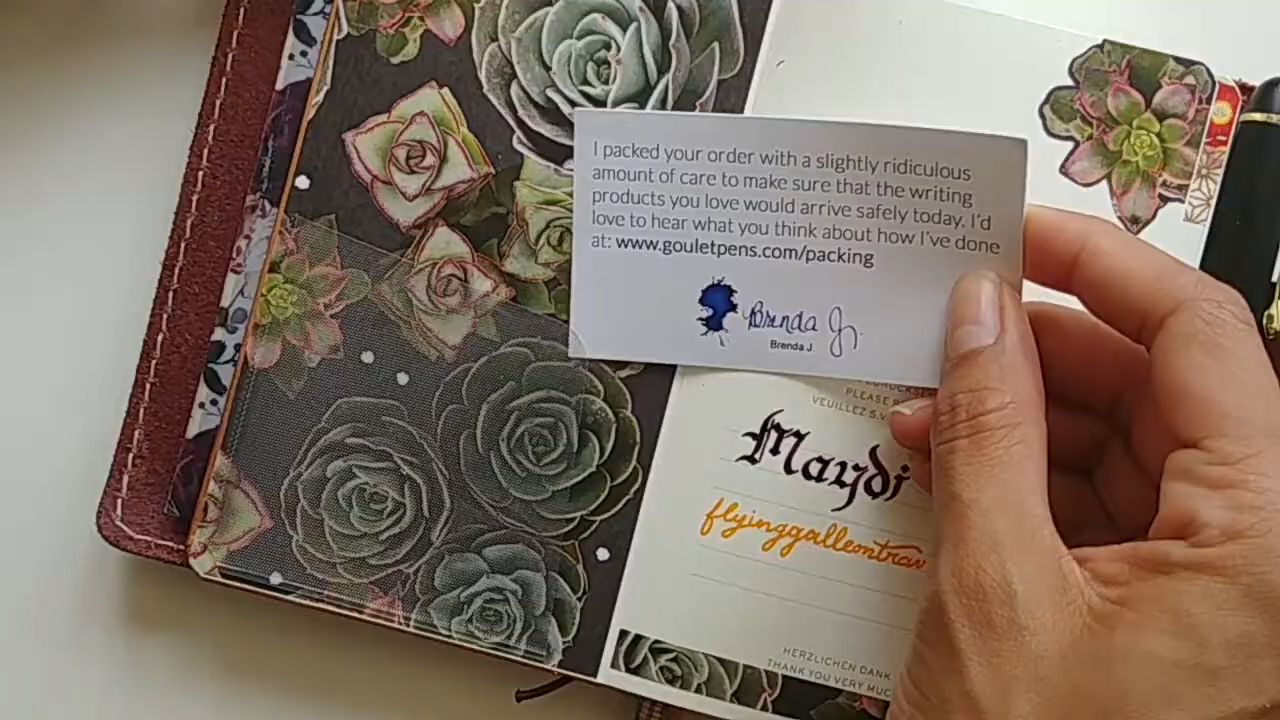 I packed your order with a slightly ridiculous
amount of care to make sure that the writing
products you love would arrive safely today. I'd
love to hear what you think about how I've done
at: www.gouletpens.com/packing
Brenda J.
Brenda J.
PLEASE
VEUILLEZ S.V
Maydi
flyinggallemtrav
HERZLICHEN DANK
THANK YOU VERY MUC